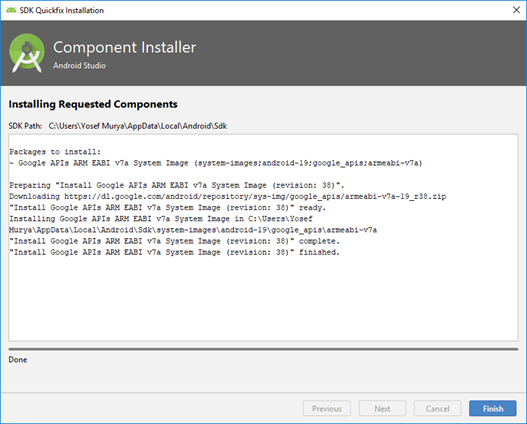 SDK Quickfix Installation
Component Installer
Android Studio
Installing Requested Components
SDK Path: C:\Users\Yosef Murya\AppData\Local\Android\Sdk
Packages to install:
- Google APIs ARM EABI v7a System Image (system-images;android-19;google_apis;armeabi-v7a)
Preparing "Install Google APIs ARM EABI v7a System Image (revision: 38)".
Downloading https://dl.google.com/android/repository/sys-img/google_apis/armeabi-v7a-19_r38.zip
"Install Google APIs ARM EABI v7a System Image (revision: 38)" ready.
Installing Google APIs ARM EABI v7a System Image in C:\Users\Yosef
Murya\AppData\Local\Android\Sdk\system-images\android-19\google_apis\armeabi-v7a
"Install Google APIs ARM EABI v7a System Image (revision: 38)" complete.
"Install Google APIs ARM EABI v7a System Image (revision: 38)" finished.
Done
Previous Next Cancel Finish